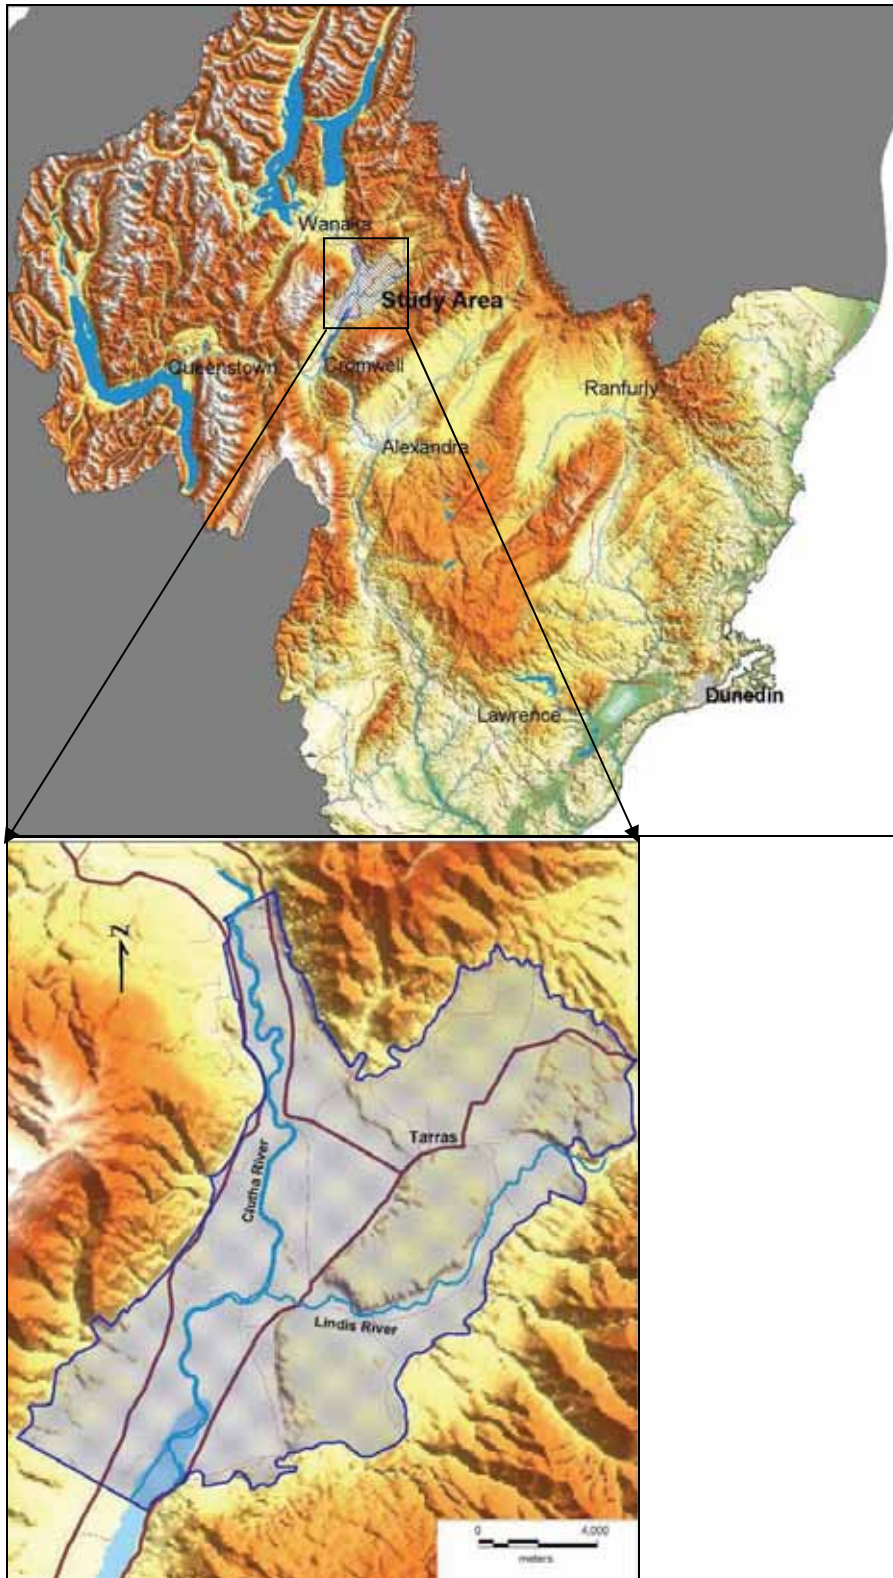 Wanaka
Study Area
Queenstown
Cromwell
Ranfurly
Alexandra
Lawrence
Dunedin
N
Tarras
Clutha River
Lindis River
0 4,000
meters